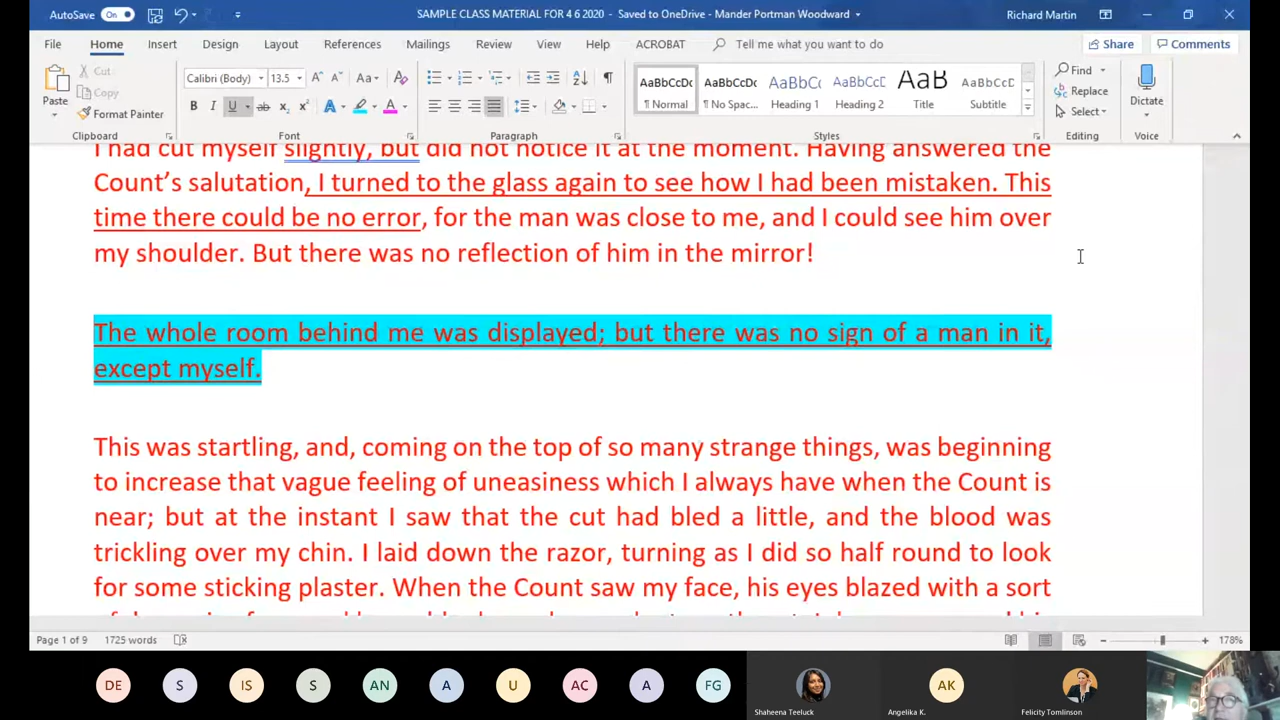 AutoSave On SAMPLE CLASS MATERIAL FOR 4 6 2020 - Saved to OneDrive - Mander Portman Woodward Richard Martin
File Home Insert Design Layout References Mailings Review View Help ACROBAT Tell me what you want to do Share Comments
Cut Calibri (Body) 13.5 Aa AaBbCcDc AaBbCcDc AaBbC( AaBbCcE AaB AaBbCcD Find
Paste Copy B I U ab x₂ x² A A ¶ Normal ¶ No Spac... Heading 1 Heading 2 Title Subtitle Replace Dictate
Format Painter Select
Clipboard Font Paragraph Styles Editing Voice
I had cut myself slightly, but did not notice it at the moment. Having answered the
Count’s salutation, I turned to the glass again to see how I had been mistaken. This
time there could be no error, for the man was close to me, and I could see him over
my shoulder. But there was no reflection of him in the mirror!
The whole room behind me was displayed; but there was no sign of a man in it,
except myself.
This was startling, and, coming on the top of so many strange things, was beginning
to increase that vague feeling of uneasiness which I always have when the Count is
near; but at the instant I saw that the cut had bled a little, and the blood was
trickling over my chin. I laid down the razor, turning as I did so half round to look
for some sticking plaster. When the Count saw my face, his eyes blazed with a sort
Page 1 of 9 1725 words 178%
DE S IS S AN A U AC A FG AK
Shaheena Teeluck Angelika K. Felicity Tomlinson